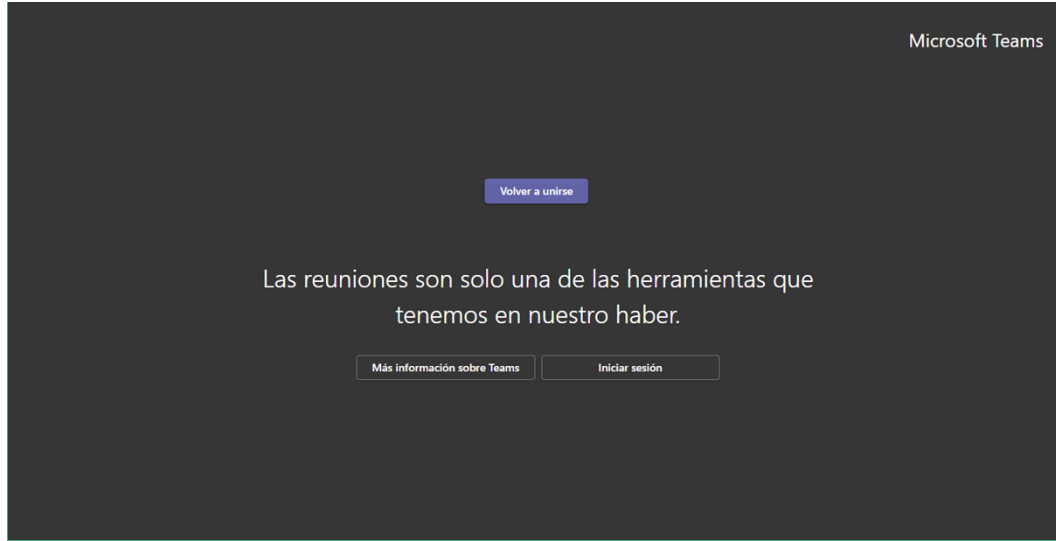 Microsoft Teams
Volver a unirse
Las reuniones son solo una de las herramientas que
tenemos en nuestro haber.
Más información sobre Teams
Iniciar sesión